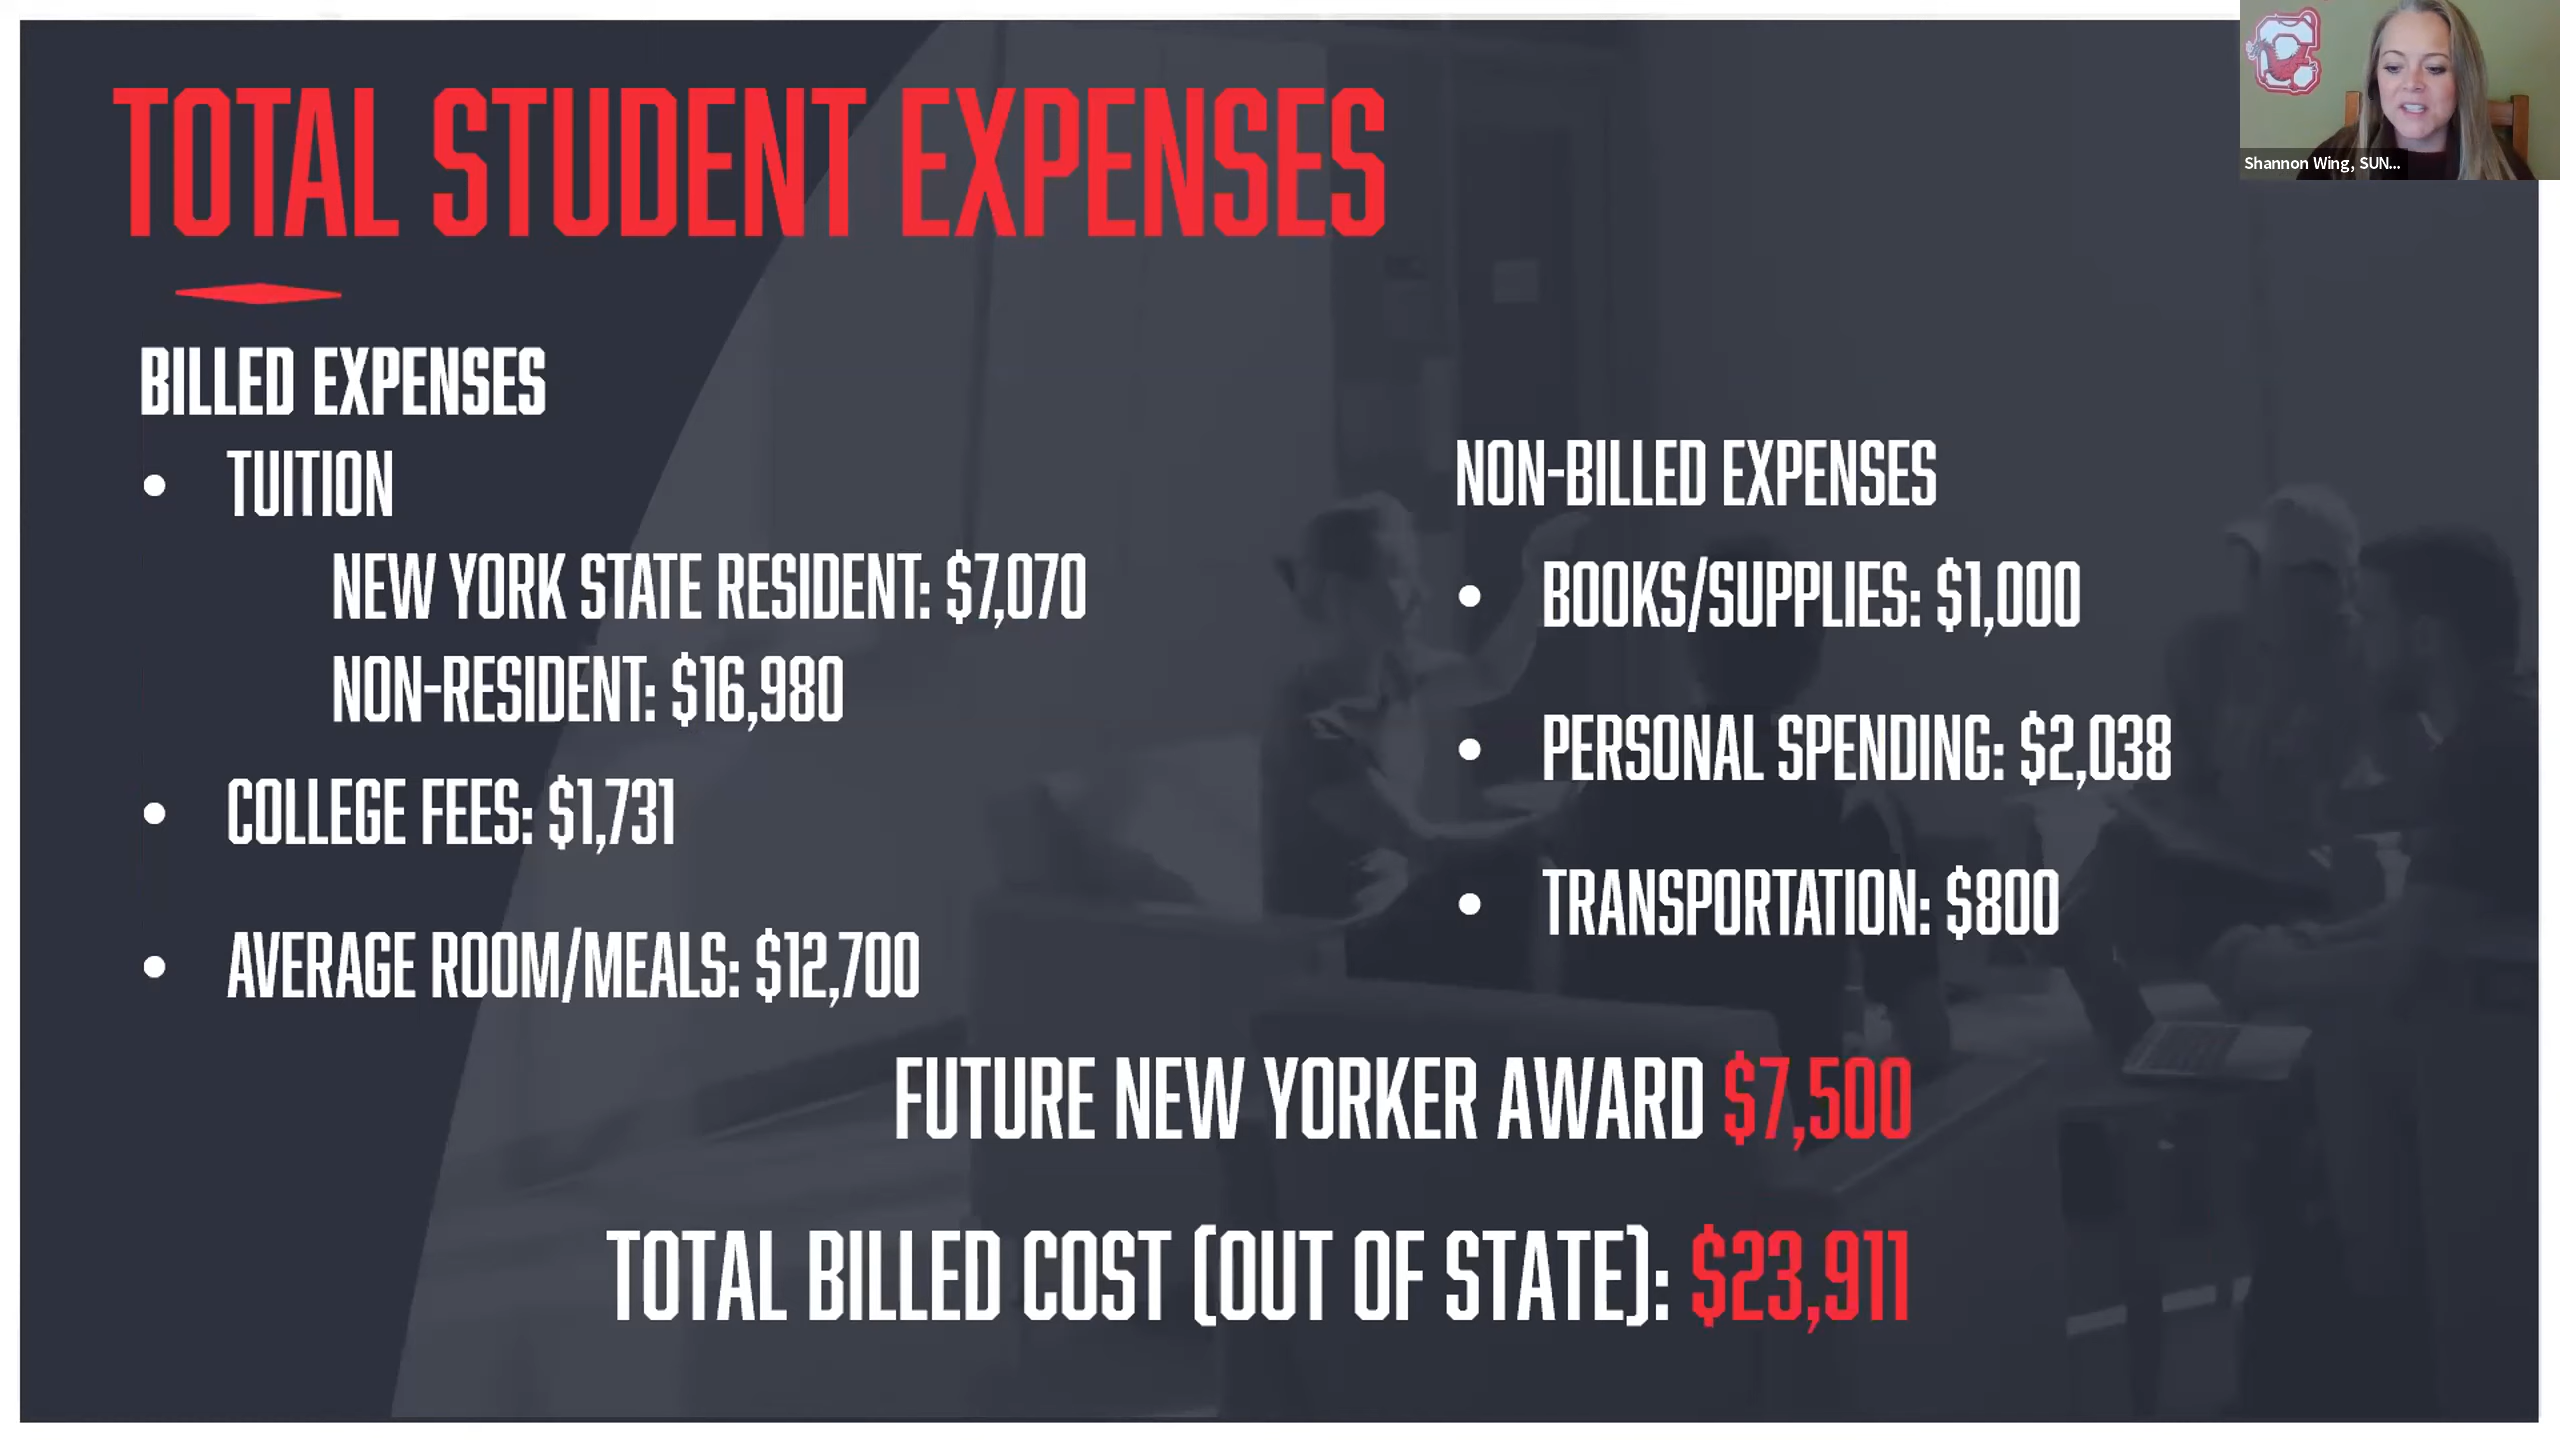 TOTAL STUDENT EXPENSES
Shannon Wing, SUN...
BILLED EXPENSES
• TUITION
NEW YORK STATE RESIDENT: $7,070
NON-RESIDENT: $16,980
• COLLEGE FEES: $1,731
• AVERAGE ROOM/MEALS: $12,700
NON-BILLED EXPENSES
• BOOKS/SUPPLIES: $1,000
• PERSONAL SPENDING: $2,038
• TRANSPORTATION: $800
FUTURE NEW YORKER AWARD $7,500
TOTAL BILLED COST (OUT OF STATE): $23,911
C